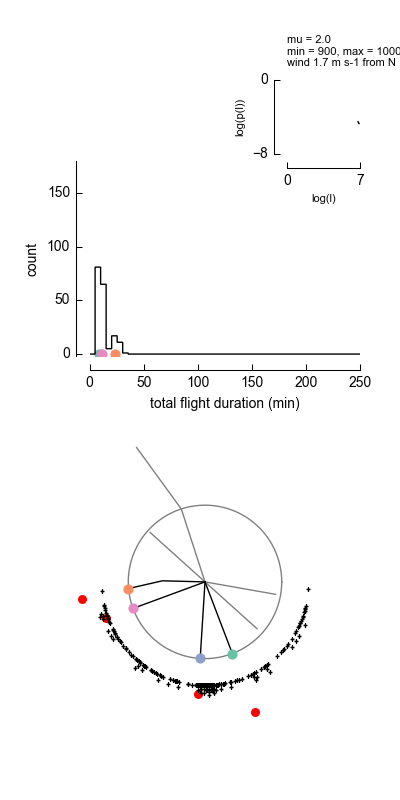 mu = 2.0
min = 900, max = 1000
wind 1.7 m s-1 from N
0
log(p(l))
−8
0
7
log(l)
150
count
100
50
0
0
50
100
150
200
250
total flight duration (min)